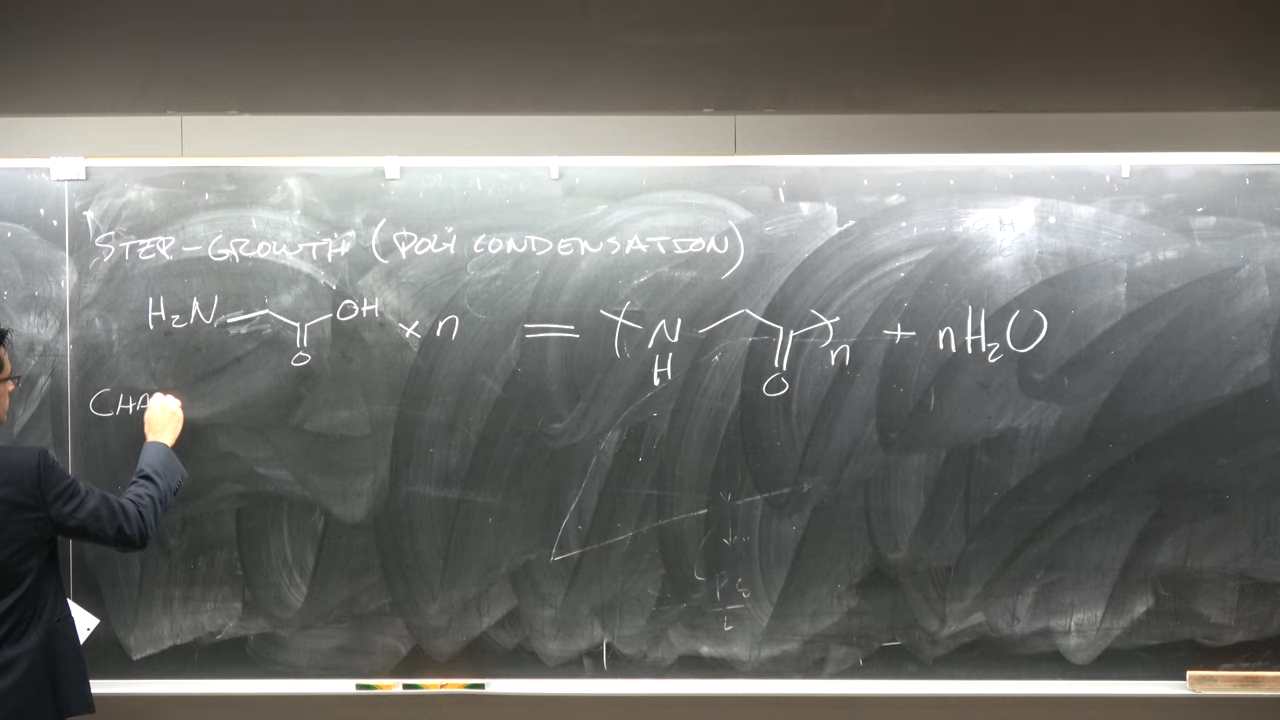 STEP-GROWTH (POLYCONDENSATION)
H₂N OH O × n = N H O n + nH₂O
CHA